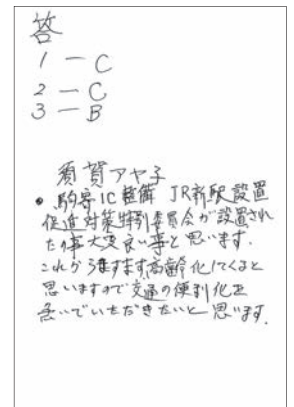 答
1 — C
2 — C
3 — B
須賀アヤ子
• 駒寄IC整備 JR新駅設置
促進対策特別委員会が設置され
た事大変良い事と思います.
これからますます高齢化してくると
思いますので交通の便利化を
急いでいただきたいと思います.